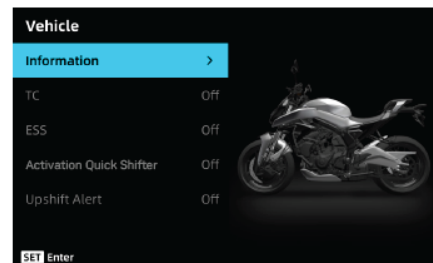 Vehicle
Information >
TC Off
ESS Off
Activation Quick Shifter Off
Upshift Alert Off
SET Enter